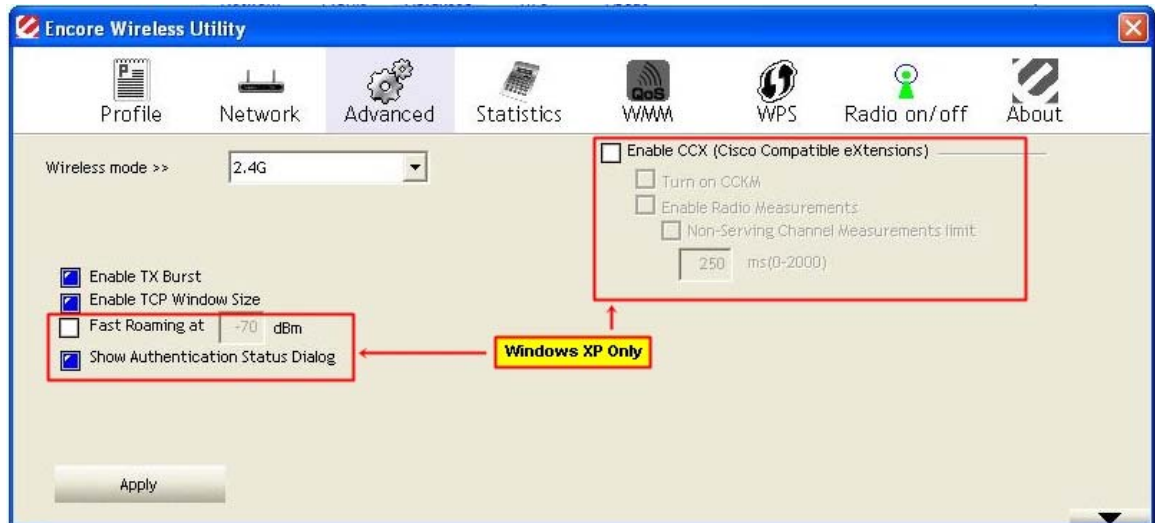 Encore Wireless Utility
Profile
Network
Advanced
Statistics
QoS
WMM
WPS
Radio on/off
About
Wireless mode >>
2.4G
Enable TX Burst
Enable TCP Window Size
Fast Roaming at -70 dBm
Show Authentication Status Dialog
Enable CCX (Cisco Compatible eXtensions)
Turn on CCKM
Enable Radio Measurements
Non-Serving Channel Measurements limit
250 ms(0-2000)
Windows XP Only
Apply